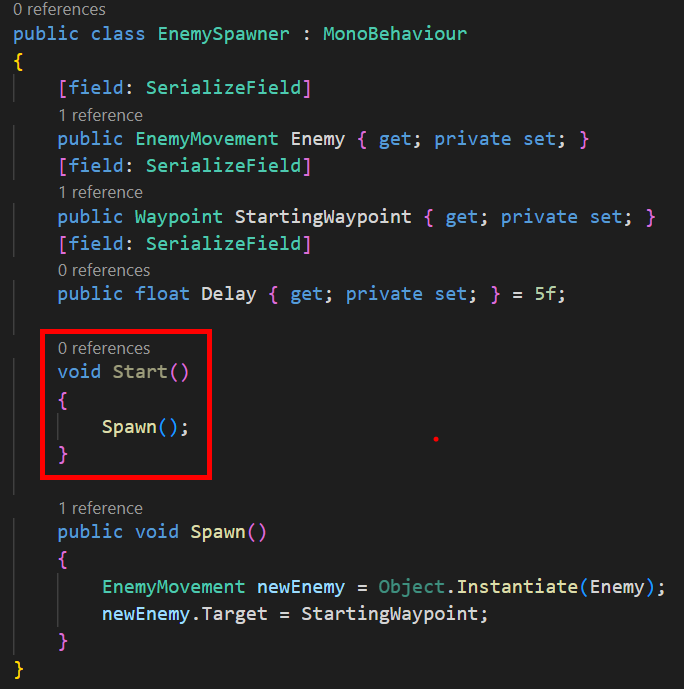 0 references
public class EnemySpawner : MonoBehaviour
{
[field: SerializeField]
1 reference
public EnemyMovement Enemy { get; private set; }
[field: SerializeField]
1 reference
public Waypoint StartingWaypoint { get; private set; }
[field: SerializeField]
0 references
public float Delay { get; private set; } = 5f;
0 references
void Start()
{
Spawn();
}
1 reference
public void Spawn()
{
EnemyMovement newEnemy = Object.Instantiate(Enemy);
newEnemy.Target = StartingWaypoint;
}
}